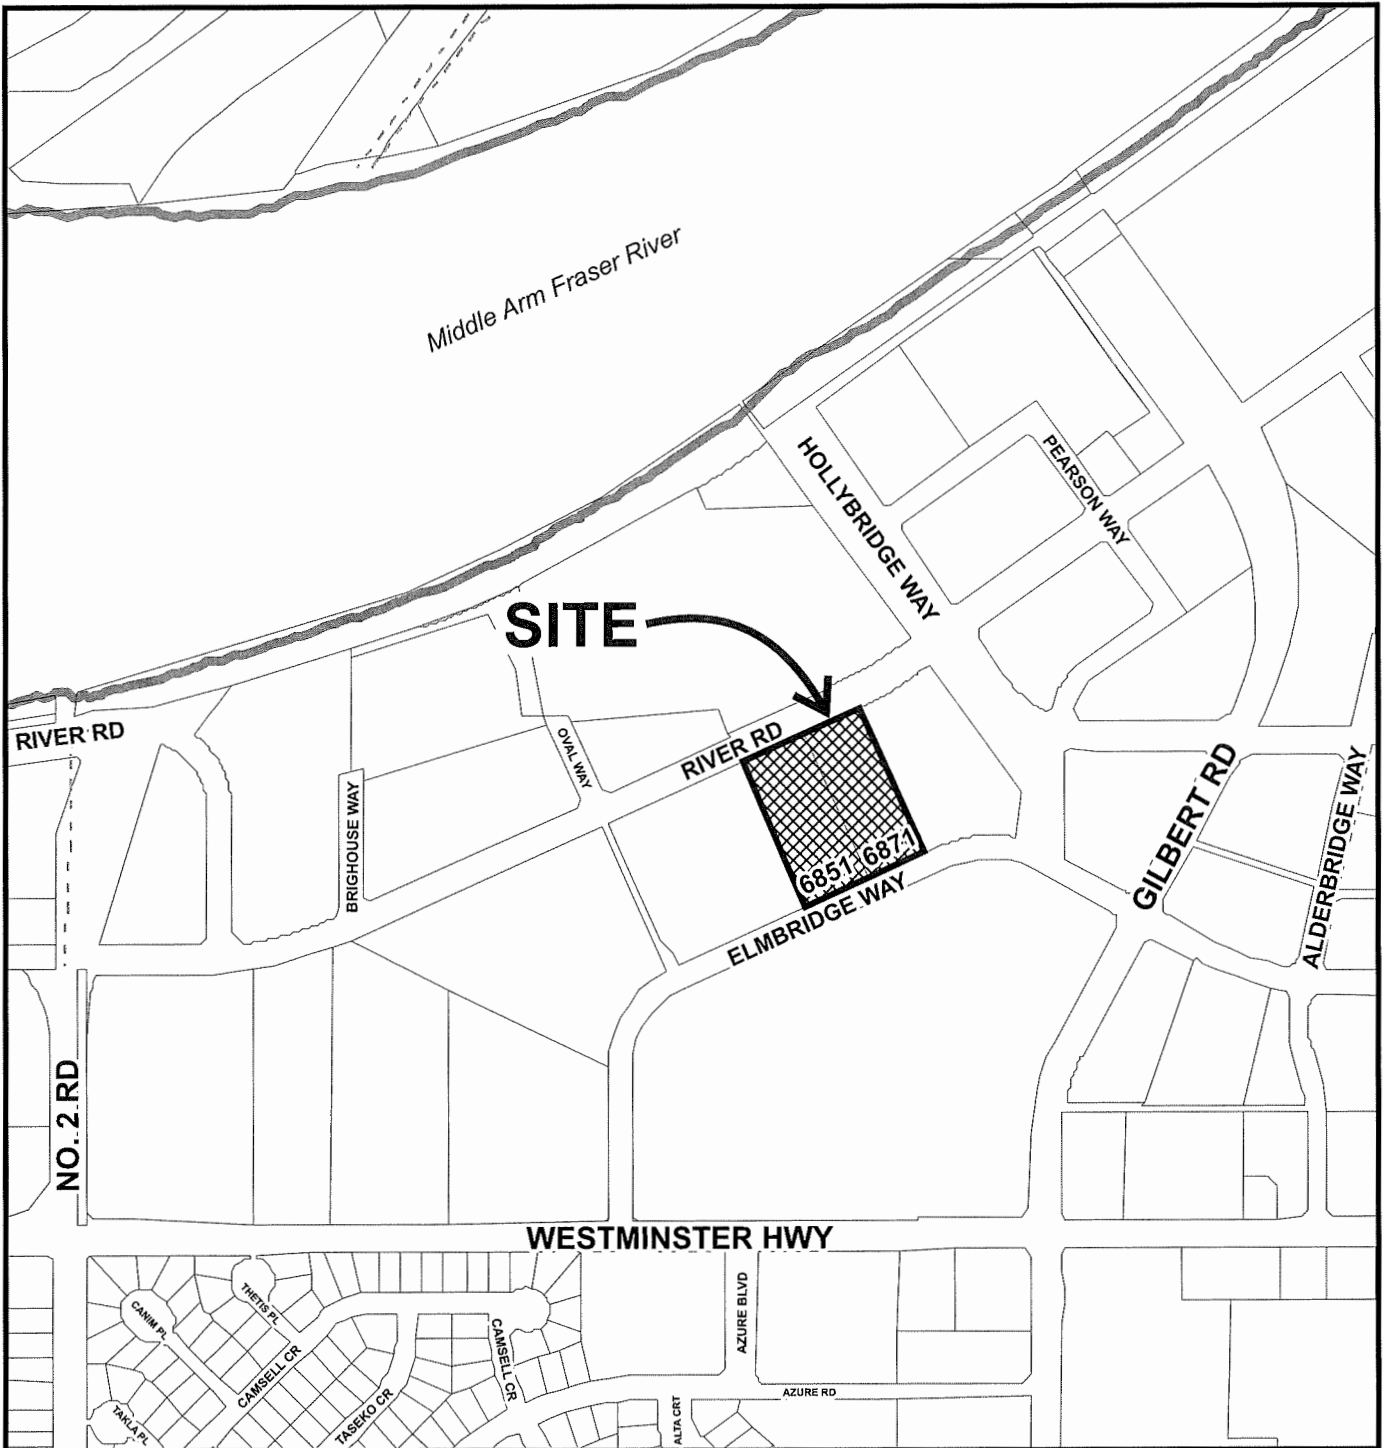 Middle Arm Fraser River
HOLLYBRIDGE WAY
PEARSON WAY
SITE
RIVER RD
OVAL WAY
RIVER RD
BRIGHOUSE WAY
6851
6871
ELMBRIDGE WAY
GILBERT RD
ALDERBRIDGE WAY
NO. 2 RD
WESTMINSTER HWY
CANIM PL
THETIS PL
CAMSELL CR
CAMSELL CR
TASEKO CR
TAKLA PL
AZURE BLVD
AZURE RD
ALTA CRT